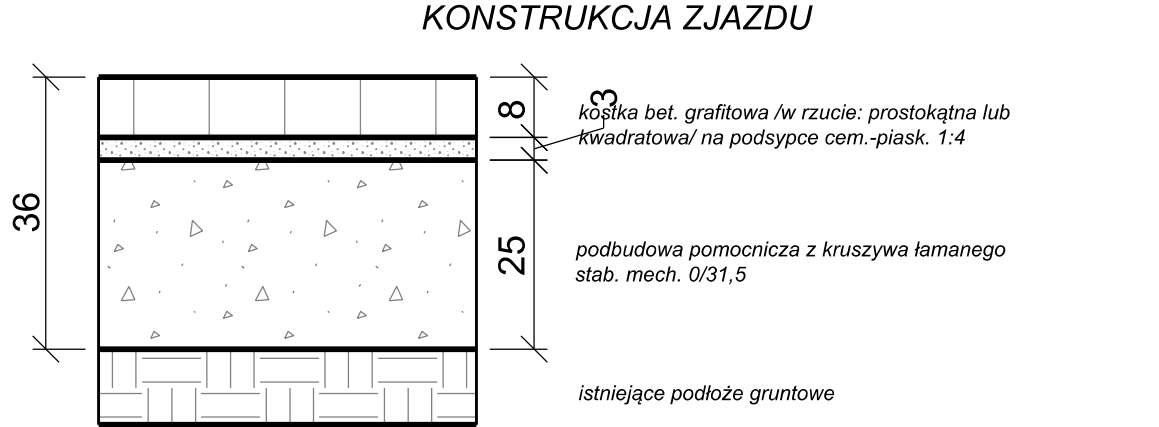 KONSTRUKCJA ZJAZDU
36
8
3
kostka bet. grafitowa /w rzucie: prostokątna lub
kwadratowa/ na podsypce cem.-piask. 1:4
25
podbudowa pomocnicza z kruszywa łamanego
stab. mech. 0/31,5
istniejące podłoże gruntowe